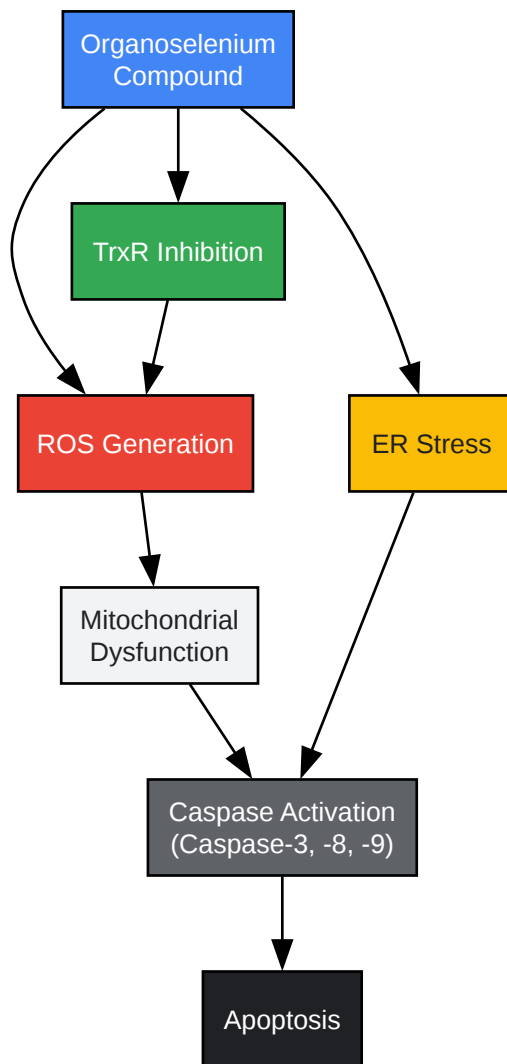 Organoselenium
Compound
TrxR Inhibition
ROS Generation
ER Stress
Mitochondrial
Dysfunction
Caspase Activation
(Caspase-3, -8, -9)
Apoptosis